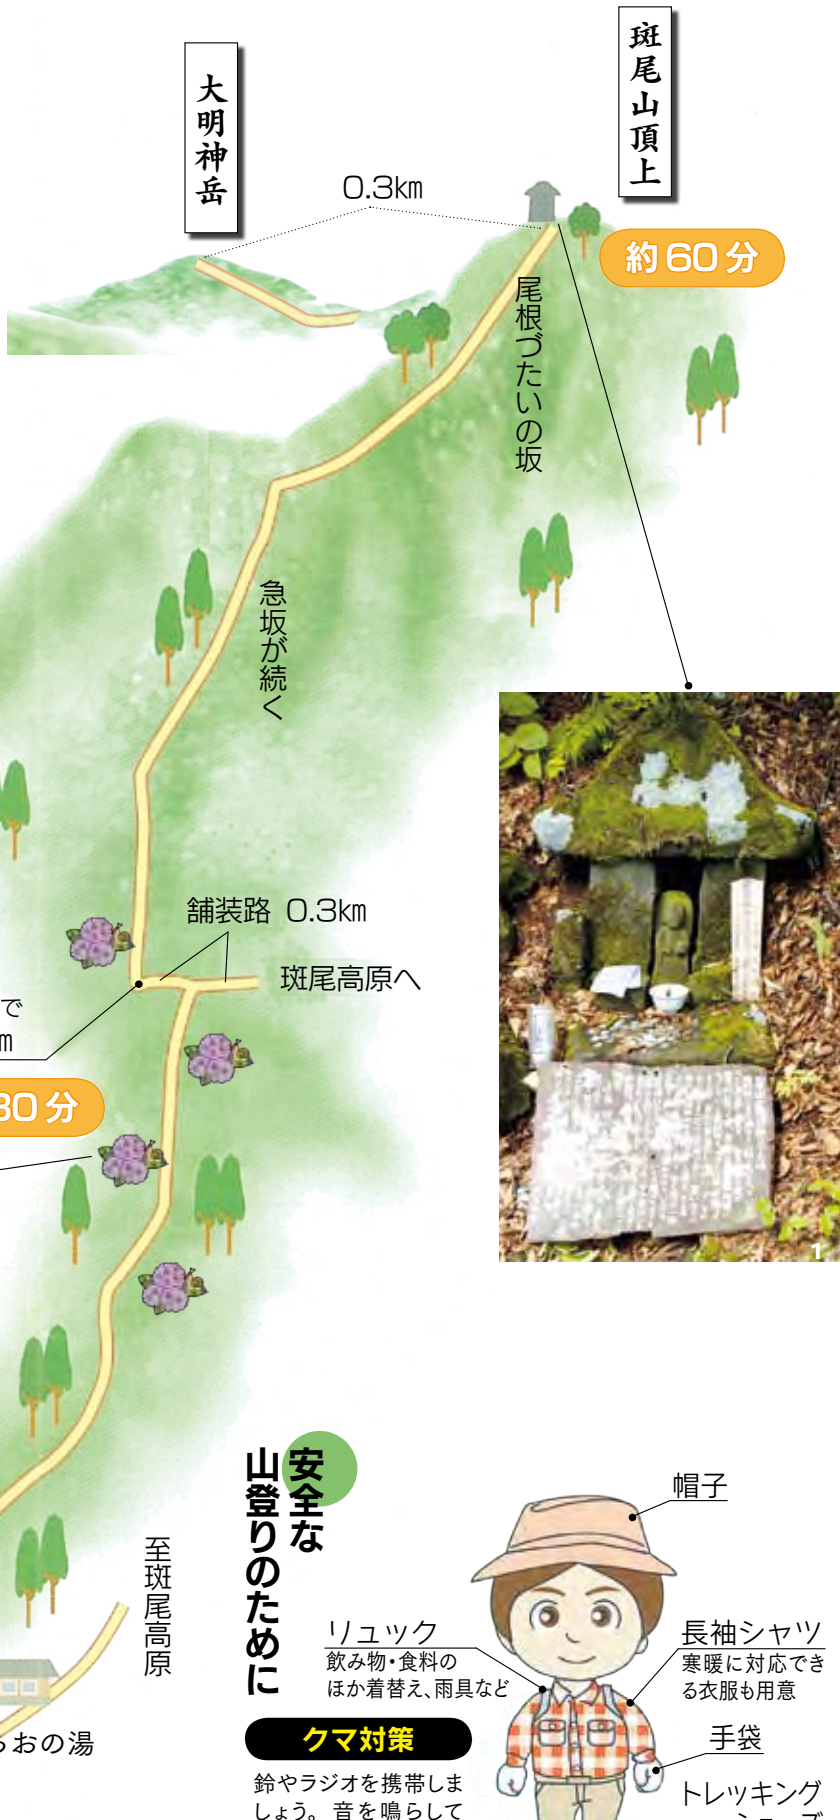 斑尾山頂上
大明神岳
0.3km
約60分
尾根づたいの坂
急坂が続く
舗装路 0.3km
斑尾高原へ
で
m
30分
1
至斑尾高原
おの湯
安全な
山登りのために
クマ対策
鈴やラジオを携帯しま
しょう。音を鳴らして
帽子
リュック
飲み物・食料の
ほか着替え、雨具など
長袖シャツ
寒暖に対応でき
る衣服も用意
手袋
トレッキング